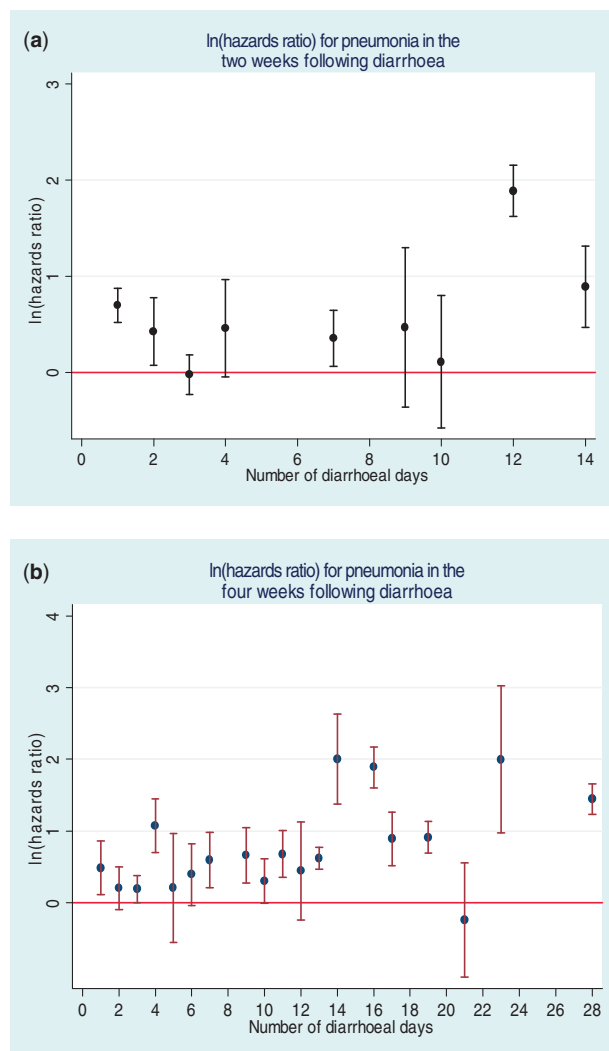 (a)
ln(hazards ratio) for pneumonia in the
two weeks following diarrhoea
3
2
1
0
ln(hazards ratio)
0 2 4 6 8 10 12 14
Number of diarrhoeal days
(b)
ln(hazards ratio) for pneumonia in the
four weeks following diarrhoea
4
3
2
1
0
ln(hazards ratio)
0 2 4 6 8 10 12 14 16 18 20 22 24 26 28
Number of diarrhoeal days